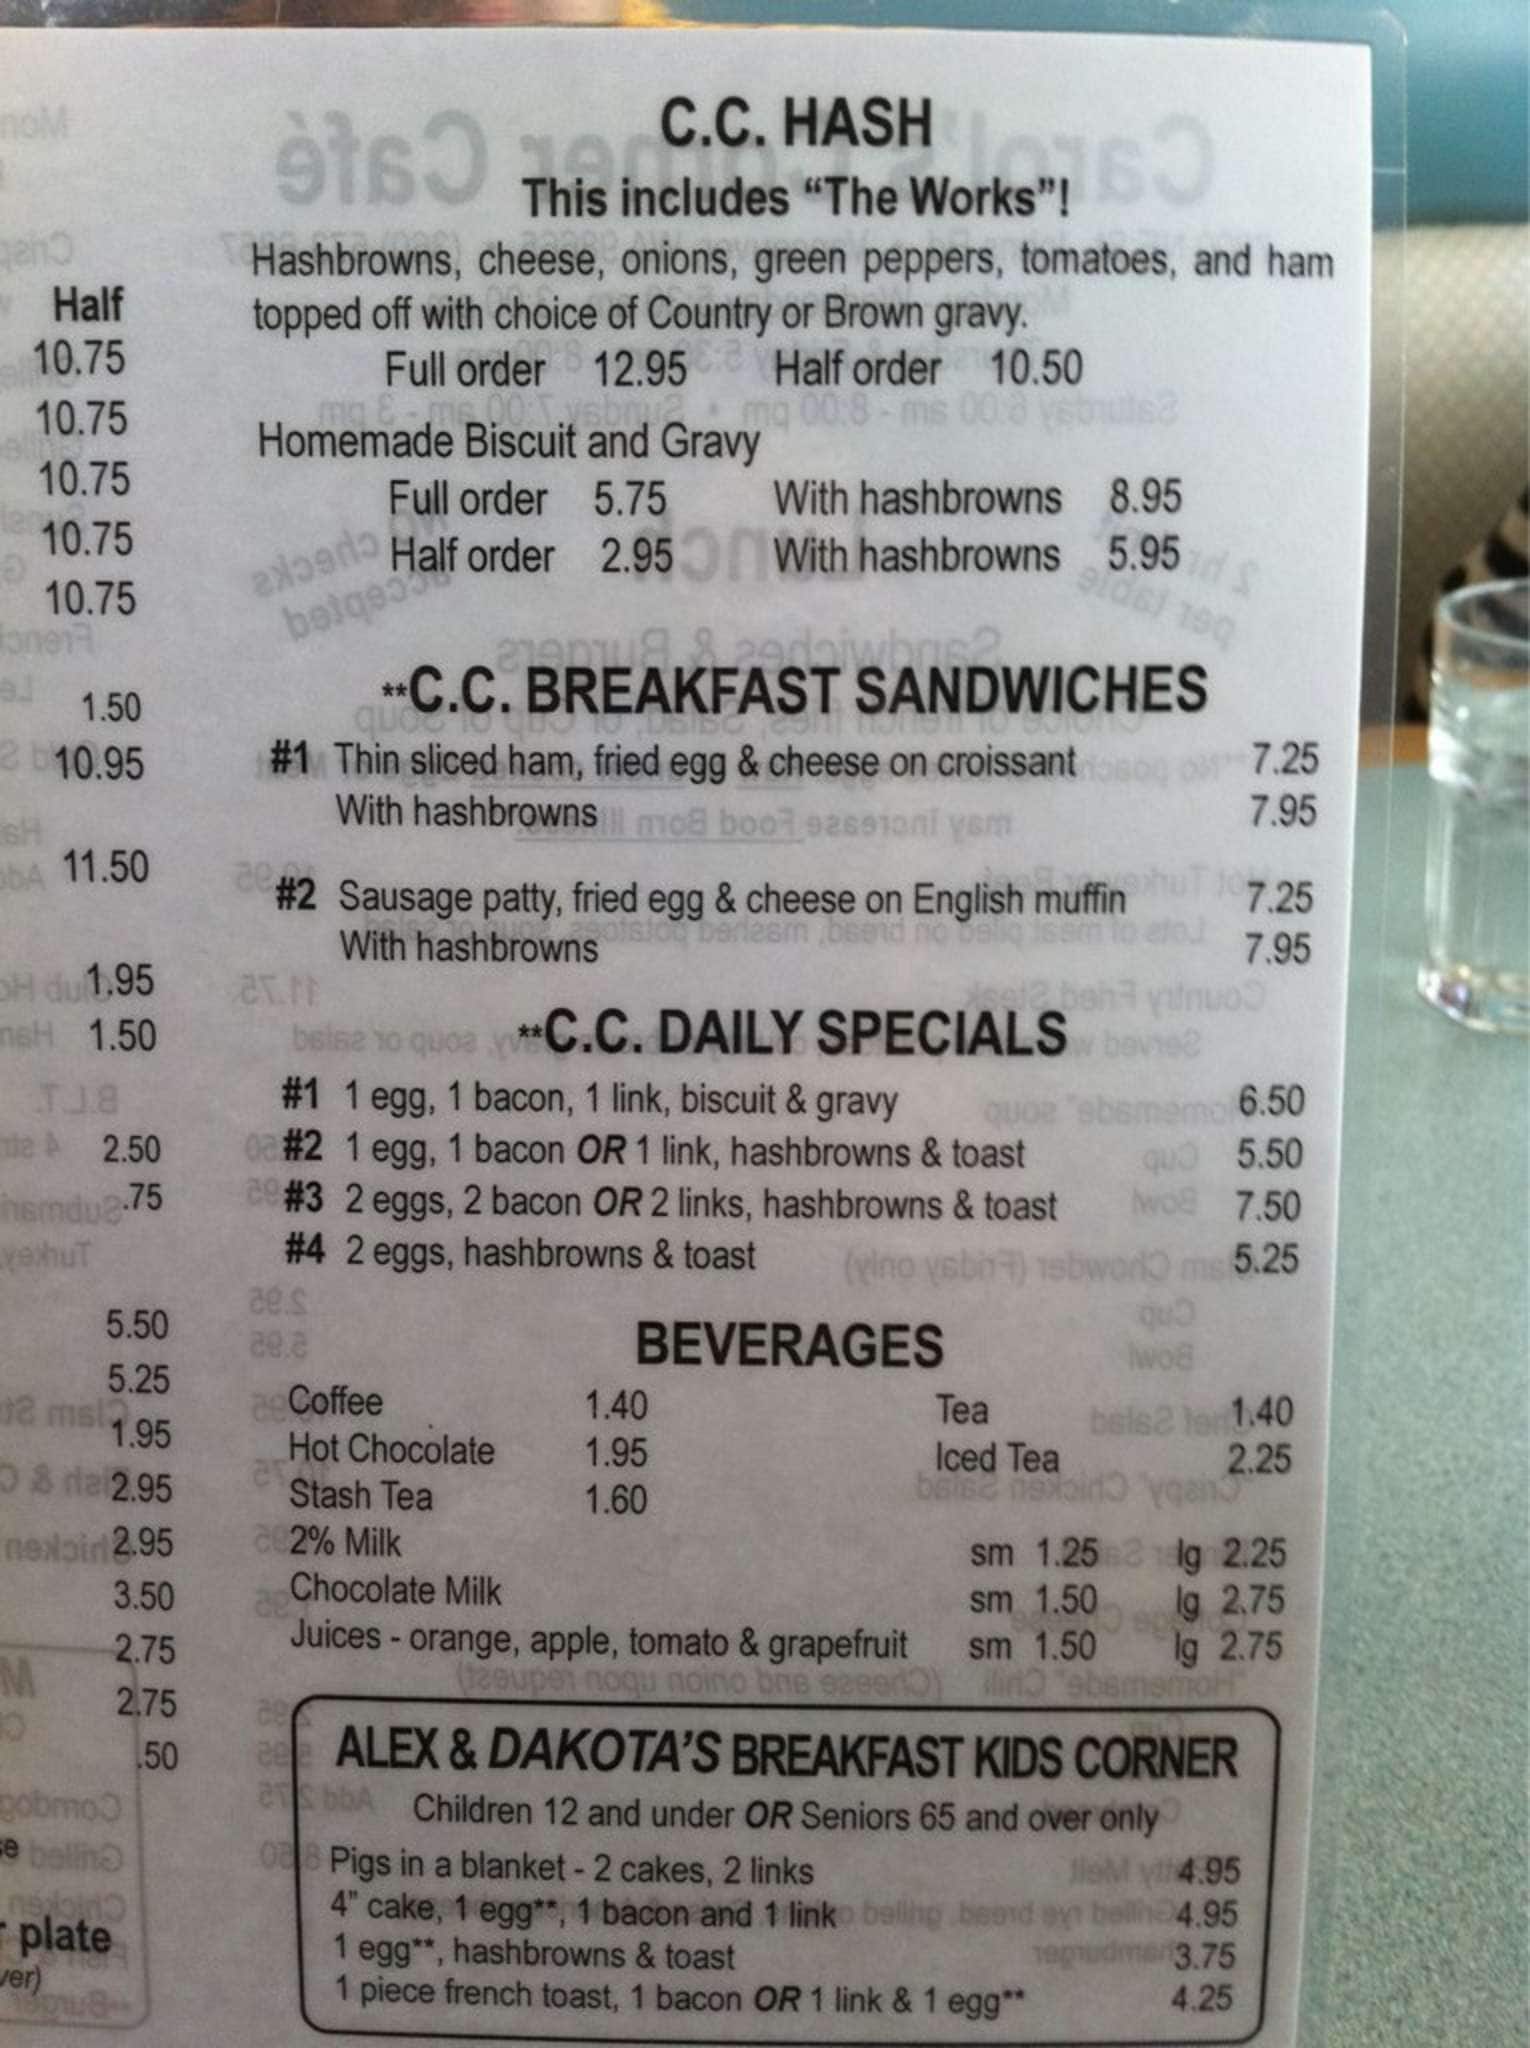 Half
10.75
10.75
10.75
10.75
10.75
1.50
10.95
11.50
1.95
1.50
2.50
.75
5.50
5.25
1.95
2.95
2.95
3.50
2.75
2.75
.50
plate
C.C. HASH
This includes “The Works”!
Hashbrowns, cheese, onions, green peppers, tomatoes, and ham
topped off with choice of Country or Brown gravy.
Full order 12.95 Half order 10.50
Homemade Biscuit and Gravy
Full order 5.75 With hashbrowns 8.95
Half order 2.95 With hashbrowns 5.95
**C.C. BREAKFAST SANDWICHES
#1 Thin sliced ham, fried egg & cheese on croissant 7.25
With hashbrowns 7.95
#2 Sausage patty, fried egg & cheese on English muffin 7.25
With hashbrowns 7.95
**C.C. DAILY SPECIALS
#1 1 egg, 1 bacon, 1 link, biscuit & gravy 6.50
#2 1 egg, 1 bacon OR 1 link, hashbrowns & toast 5.50
#3 2 eggs, 2 bacon OR 2 links, hashbrowns & toast 7.50
#4 2 eggs, hashbrowns & toast 5.25
BEVERAGES
Coffee 1.40 Tea 1.40
Hot Chocolate 1.95 Iced Tea 2.25
Stash Tea 1.60
2% Milk sm 1.25 lg 2.25
Chocolate Milk sm 1.50 lg 2.75
Juices - orange, apple, tomato & grapefruit sm 1.50 lg 2.75
ALEX & DAKOTA’S BREAKFAST KIDS CORNER
Children 12 and under OR Seniors 65 and over only
Pigs in a blanket - 2 cakes, 2 links 4.95
4” cake, 1 egg**, 1 bacon and 1 link 4.95
1 egg**, hashbrowns & toast 3.75
1 piece french toast, 1 bacon OR 1 link & 1 egg** 4.25